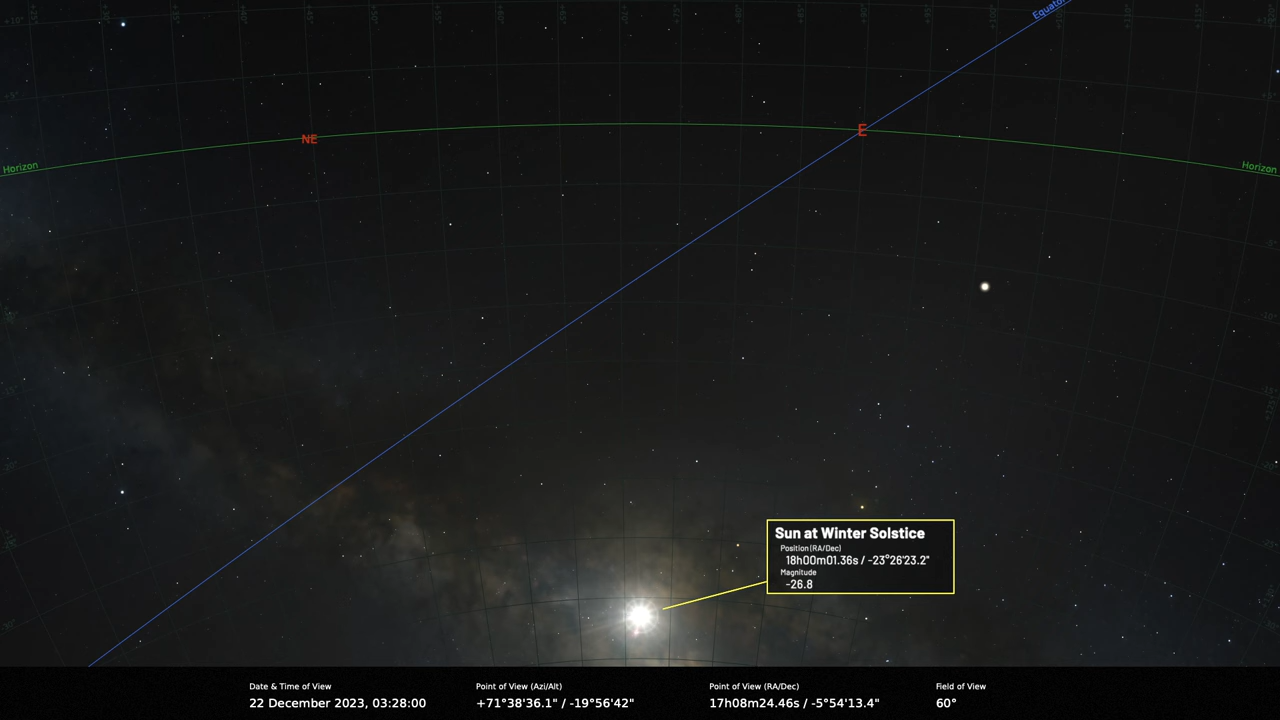 Equator
NE
E
Horizon
Horizon
Sun at Winter Solstice
Position (RA/Dec)
18h00m01.36s / -23°26'23.2"
Magnitude
-26.8
Date & Time of View
22 December 2023, 03:28:00
Point of View (Azi/Alt)
+71°38'36.1" / -19°56'42"
Point of View (RA/Dec)
17h08m24.46s / -5°54'13.4"
Field of View
60°